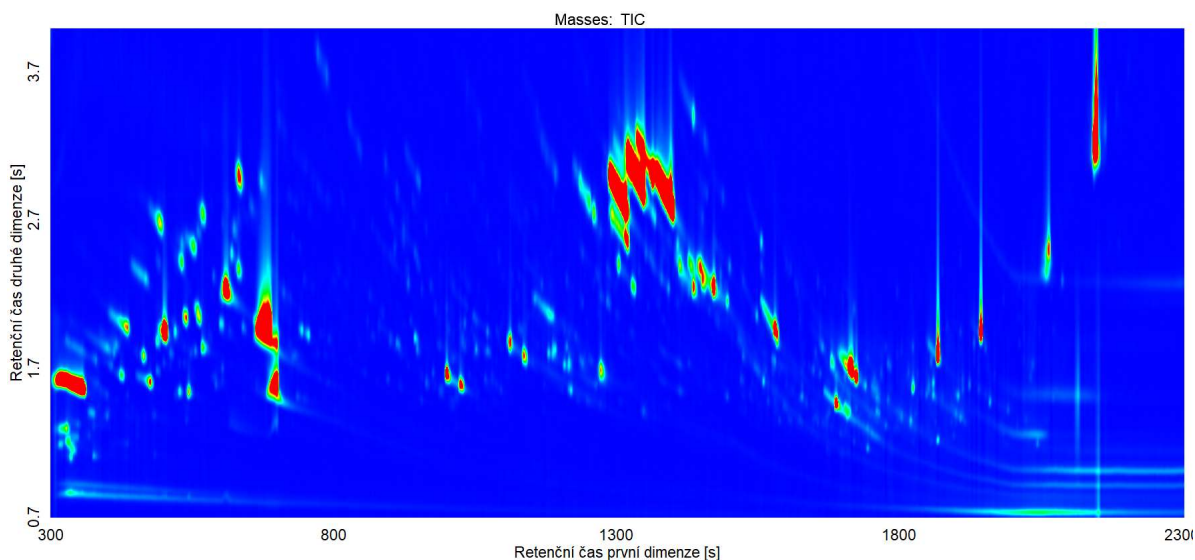 Masses: TIC
3.7
2.7
1.7
0.7
Retenční čas druhé dimenze [s]
300 800 1300 1800 2300
Retenční čas první dimenze [s]